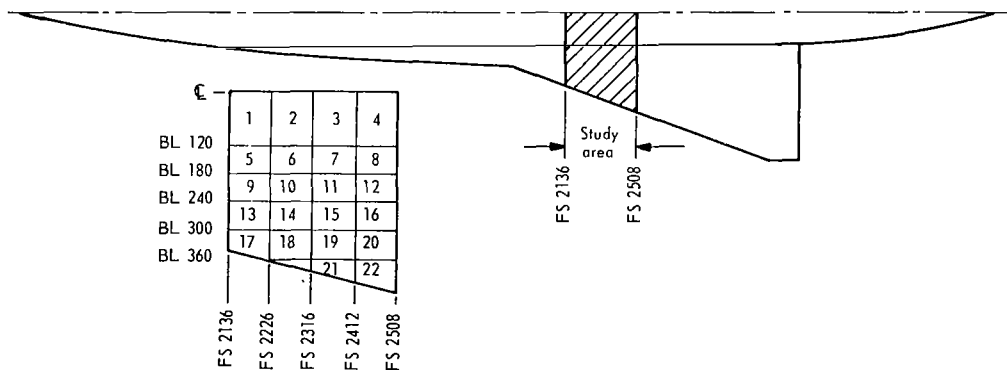 ℄
1 2 3 4
BL 120
5 6 7 8
BL 180
9 10 11 12
BL 240
13 14 15 16
BL 300
17 18 19 20
BL 360
21 22
FS 2136
FS 2226
FS 2316
FS 2412
FS 2508
Study
area
FS 2136
FS 2508